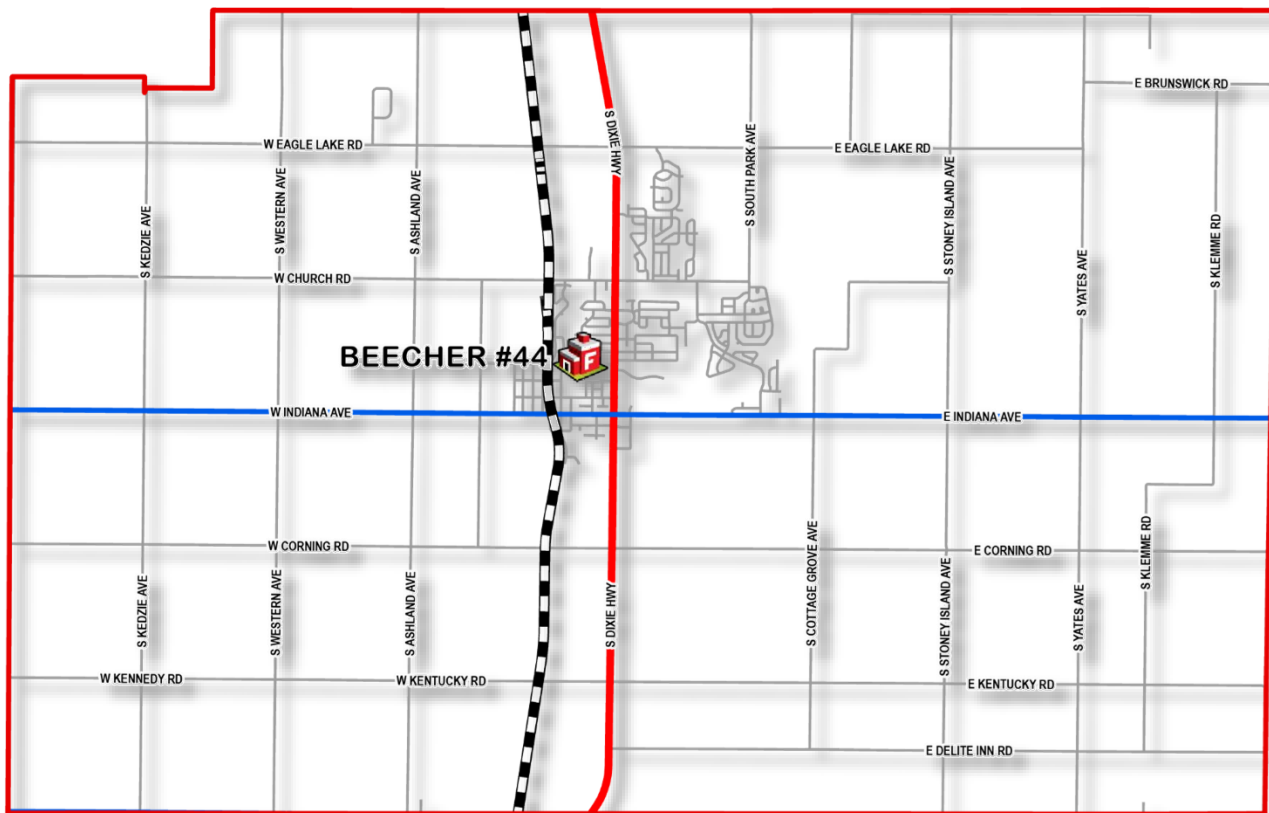 E BRUNSWICK RD
S DIXIE HWY
W EAGLE LAKE RD
E EAGLE LAKE RD
S SOUTH PARK AVE
S KEDZIE AVE
S WESTERN AVE
S ASHLAND AVE
S STONEY ISLAND AVE
S YATES AVE
S KLEMME RD
W CHURCH RD
BEECHER #44
F
W INDIANA AVE
E INDIANA AVE
W CORNING RD
E CORNING RD
S KEDZIE AVE
S WESTERN AVE
S ASHLAND AVE
S DIXIE HWY
S COTTAGE GROVE AVE
S STONEY ISLAND AVE
S YATES AVE
S KLEMME RD
W KENNEDY RD
W KENTUCKY RD
E KENTUCKY RD
E DELITE INN RD